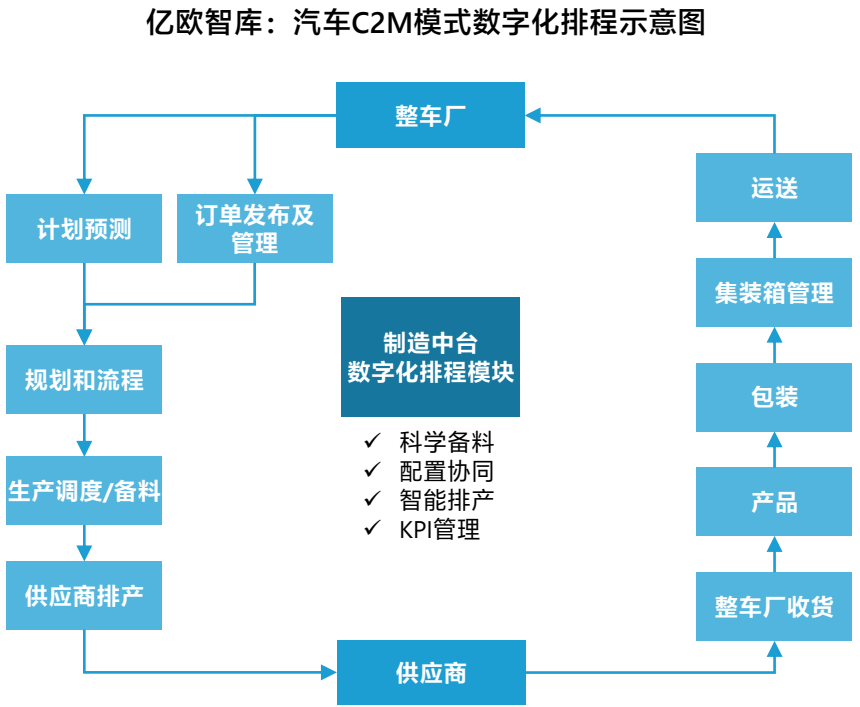 亿欧智库：汽车C2M模式数字化排程示意图
整车厂
计划预测
订单发布及
管理
规划和流程
生产调度/备料
供应商排产
供应商
制造中台
数字化排程模块
✓ 科学备料
✓ 配置协同
✓ 智能排产
✓ KPI管理
运送
集装箱管理
包装
产品
整车厂收货